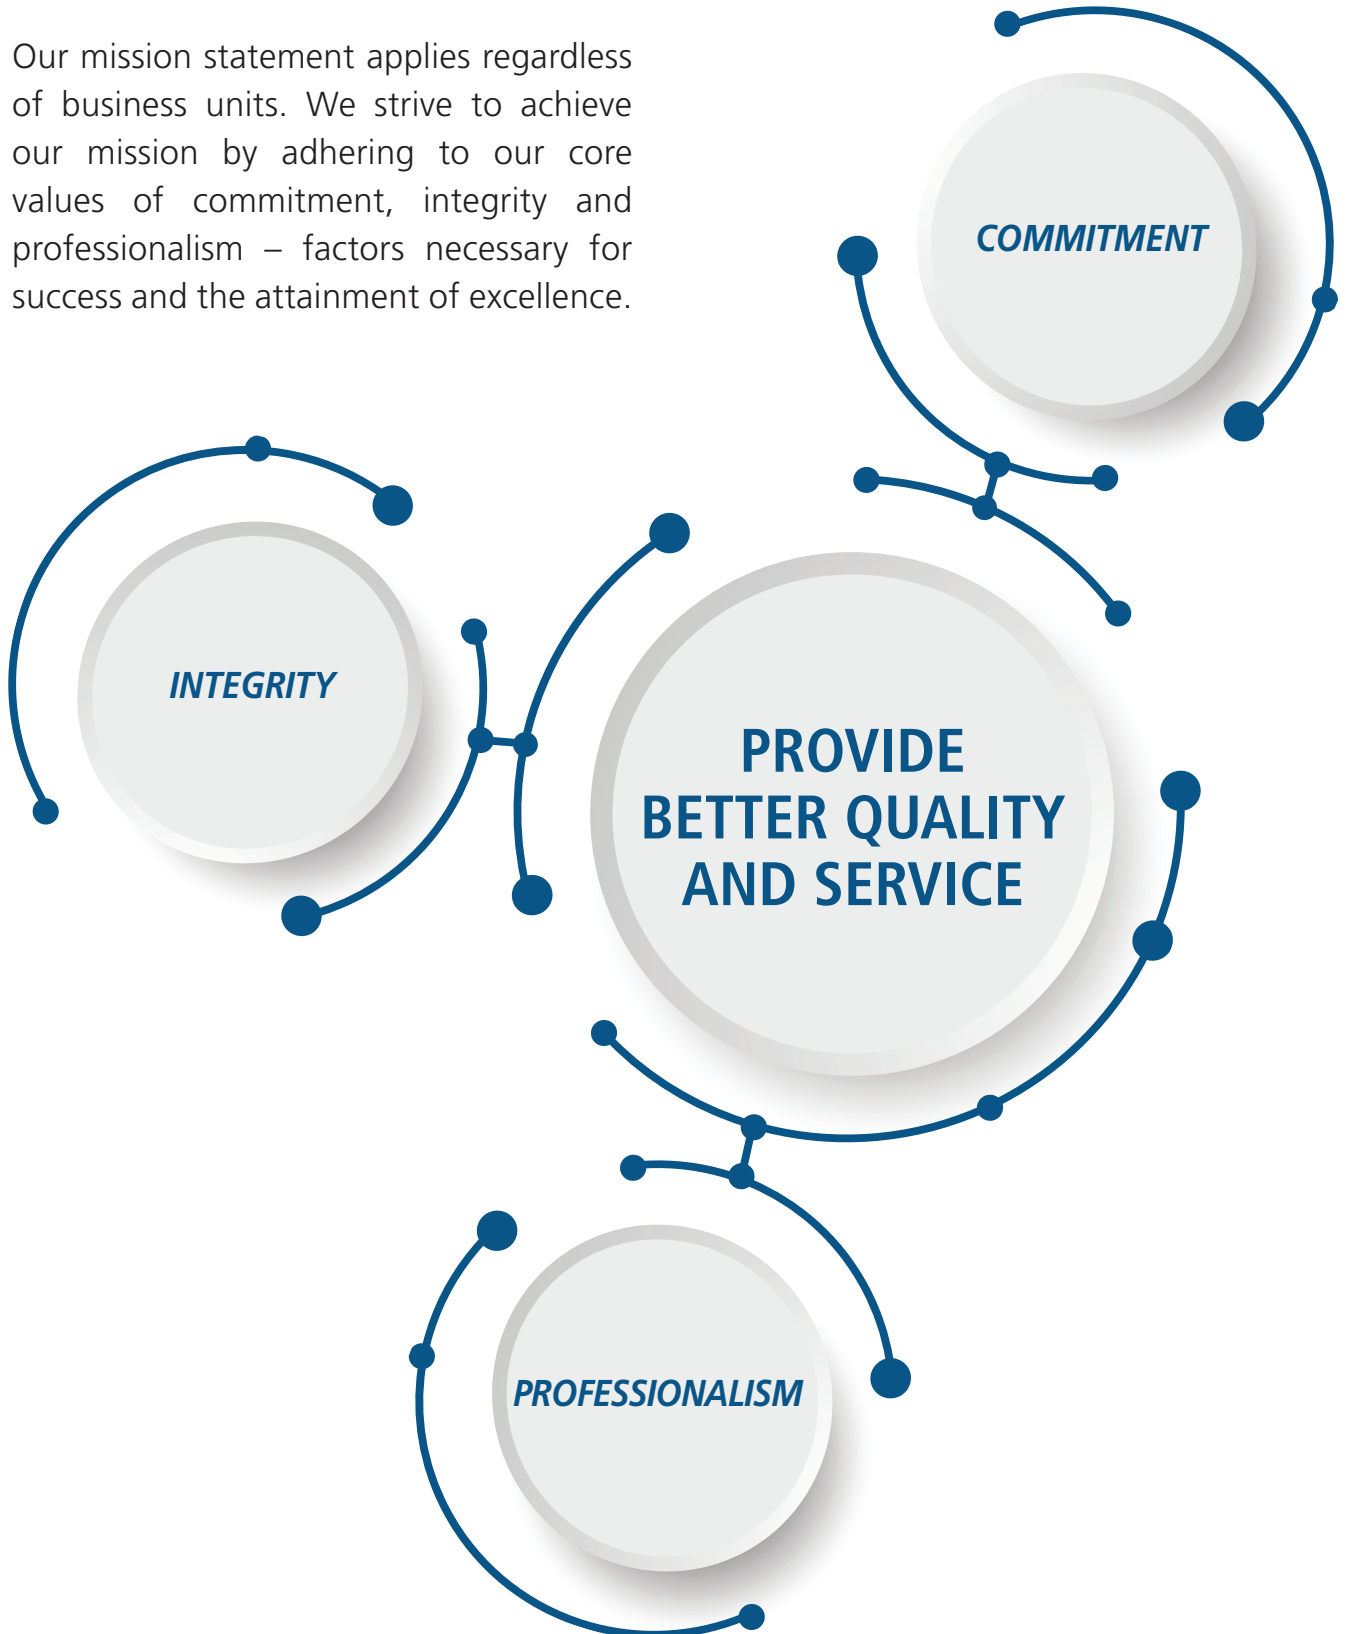 Our mission statement applies regardless
of business units. We strive to achieve
our mission by adhering to our core
values of commitment, integrity and
professionalism – factors necessary for
success and the attainment of excellence.
COMMITMENT
INTEGRITY
PROVIDE
BETTER QUALITY
AND SERVICE
PROFESSIONALISM